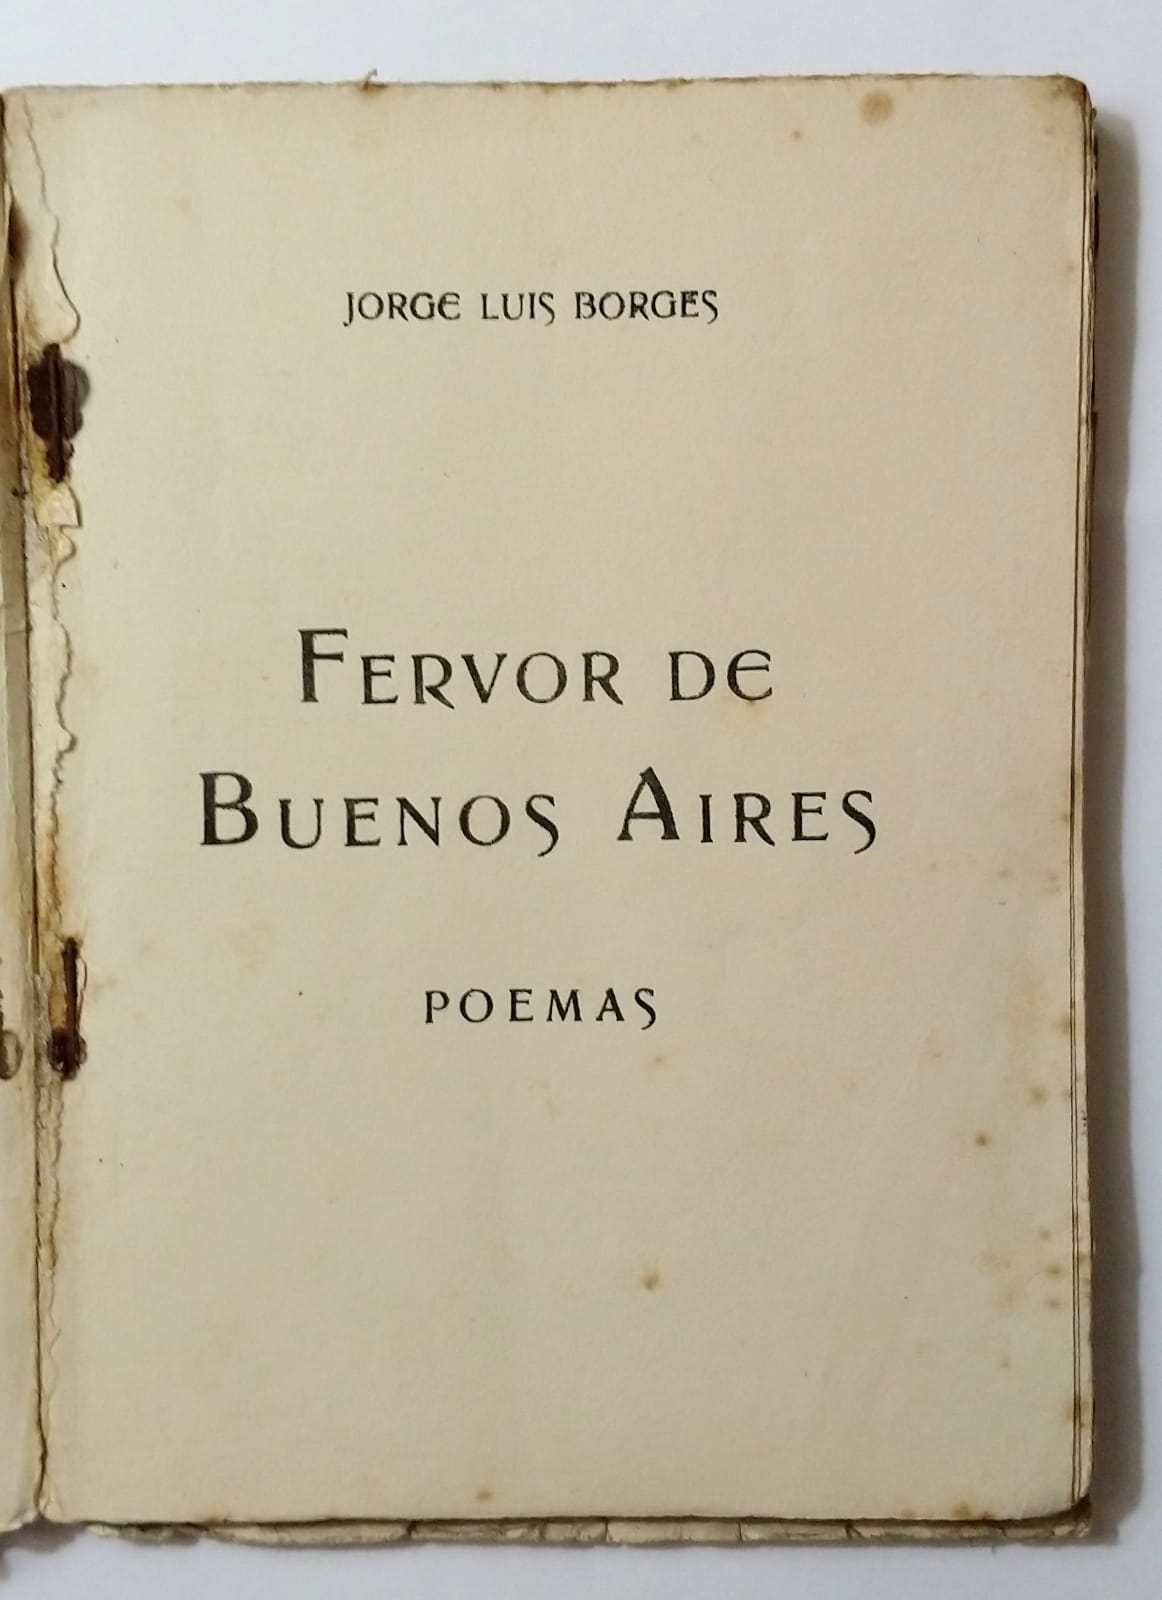 JORGE LUIS BORGES
FERVOR DE
BUENOS AIRES
POEMAS